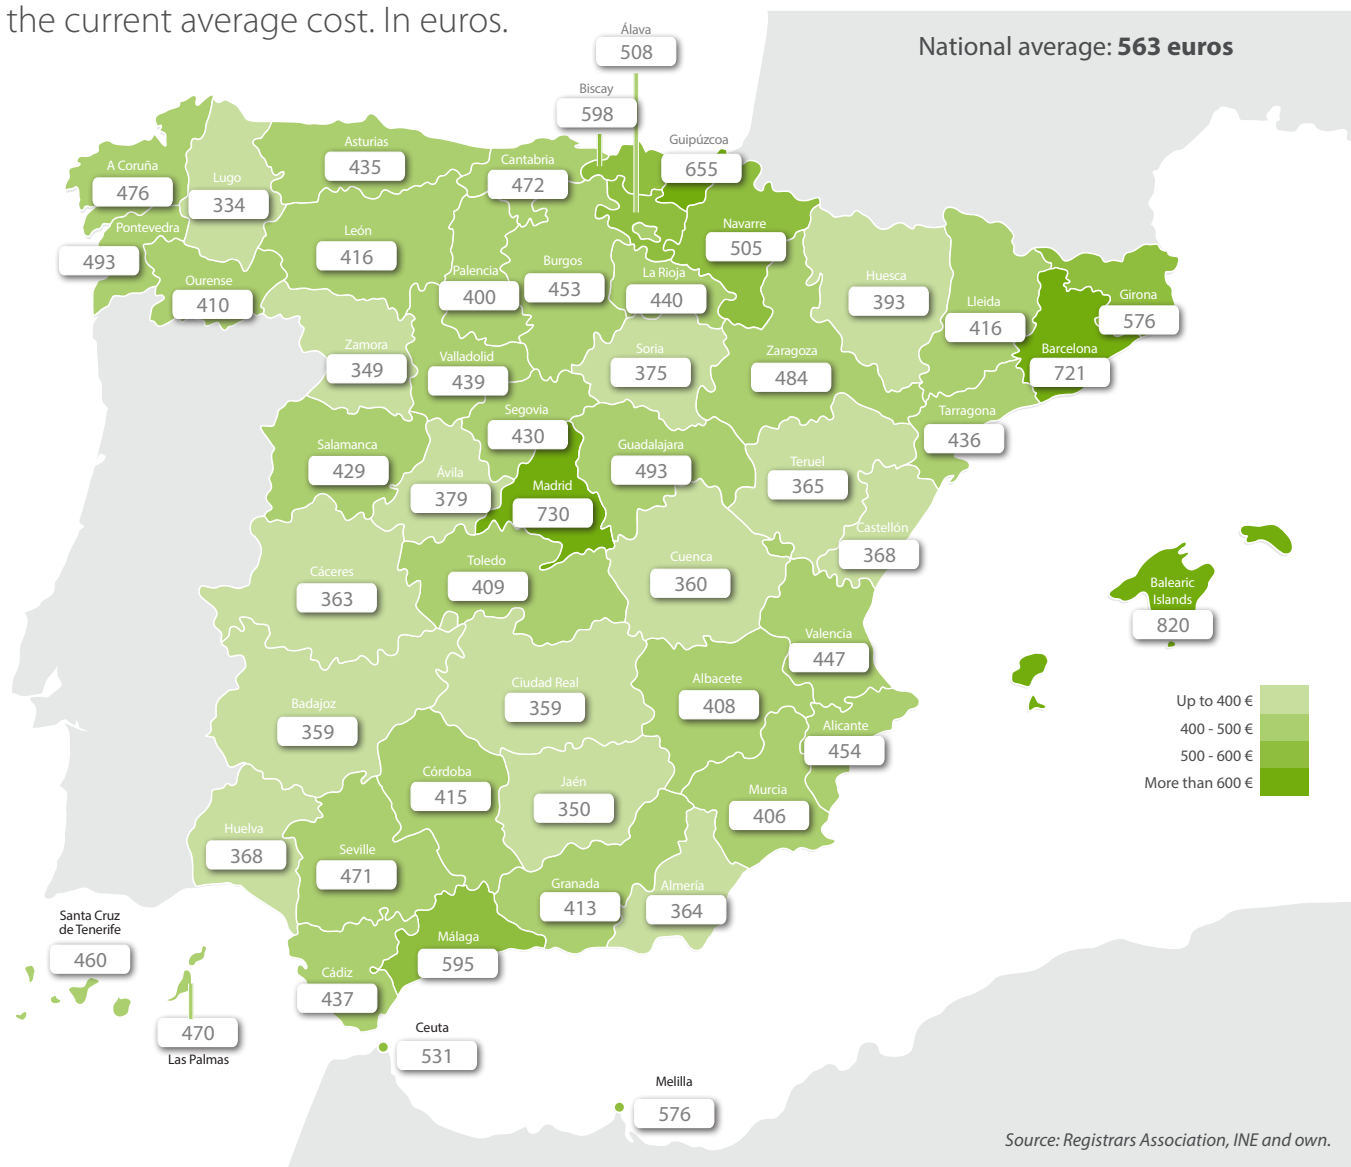 the current average cost. In euros.
National average: 563 euros
Álava
508
Biscay
598
Guipúzcoa
655
Asturias
435
Cantabria
472
A Coruña
476
Lugo
334
Navarre
505
Pontevedra
493
León
416
Ourense
410
Palencia
400
Burgos
453
La Rioja
440
Huesca
393
Lleida
416
Girona
576
Zamora
349
Valladolid
439
Soria
375
Zaragoza
484
Barcelona
721
Segovia
430
Tarragona
436
Salamanca
429
Ávila
379
Guadalajara
493
Teruel
365
Madrid
730
Castellón
368
Cáceres
363
Toledo
409
Cuenca
360
Balearic
Islands
820
Valencia
447
Badajoz
359
Ciudad Real
359
Albacete
408
Alicante
454
Up to 400 €
400 - 500 €
500 - 600 €
More than 600 €
Córdoba
415
Jaén
350
Murcia
406
Huelva
368
Seville
471
Granada
413
Almería
364
Santa Cruz
de Tenerife
460
Málaga
595
Cádiz
437
470
Las Palmas
Ceuta
531
Melilla
576
Source: Registrars Association, INE and own.